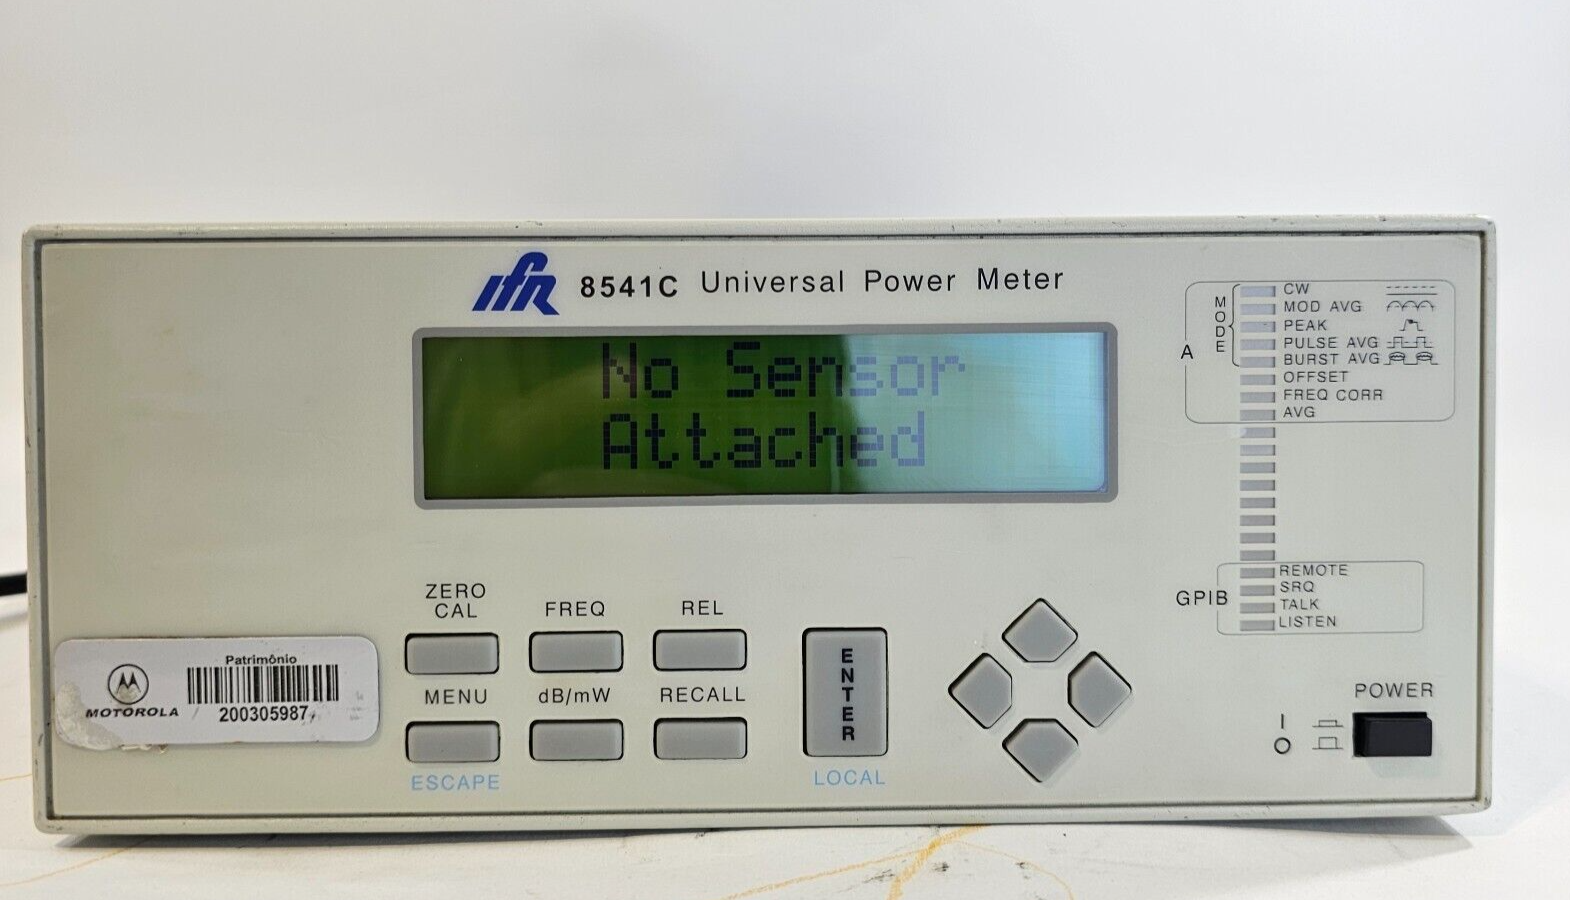 ifr 8541C Universal Power Meter
No Sensor
Attached
A
MODE
CW
MOD AVG
PEAK
PULSE AVG
BURST AVG
OFFSET
FREQ CORR
AVG
GPIB
REMOTE
SRQ
TALK
LISTEN
ZERO
CAL
FREQ
REL
MENU
dB/mW
RECALL
ESCAPE
ENTER
LOCAL
POWER
I
O
Patrimônio
MOTOROLA
200305987